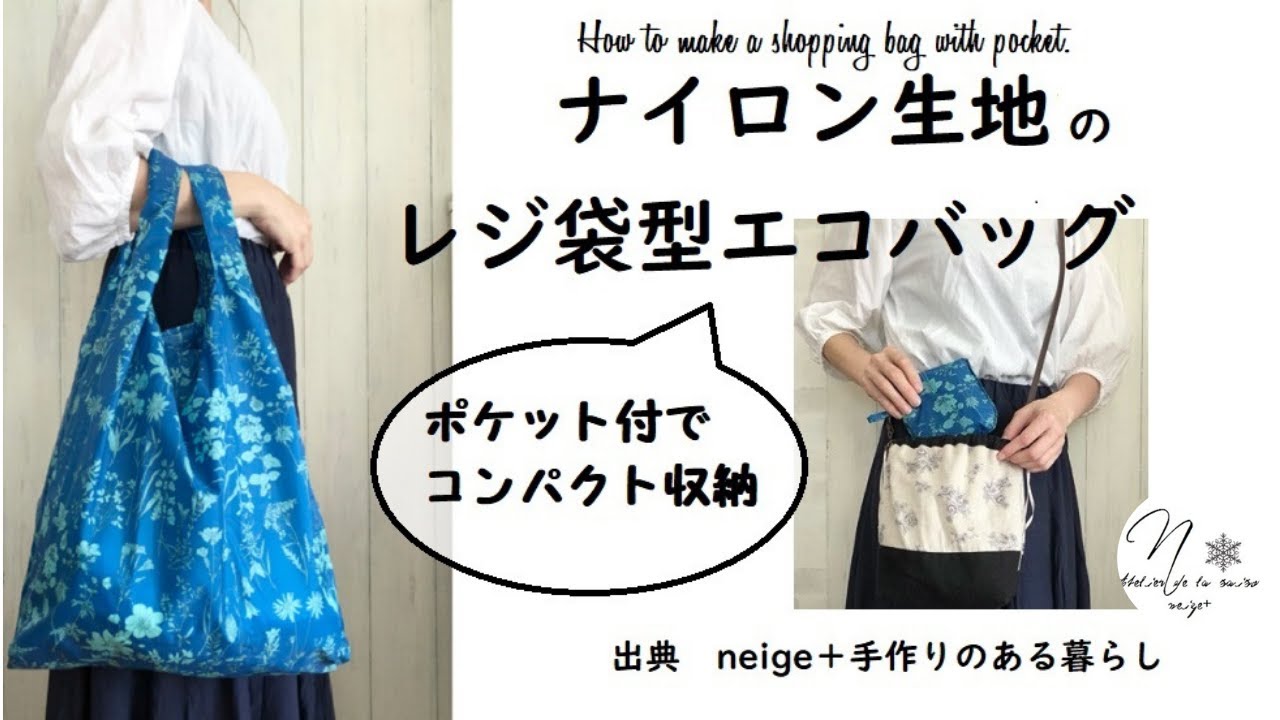 How to make a shopping bag with pocket.
ナイロン生地の
レジ袋型エコバッグ
ポケット付で
コンパクト収納
N
Atelier de la saison
neige+
出典　neige＋手作りのある暮らし